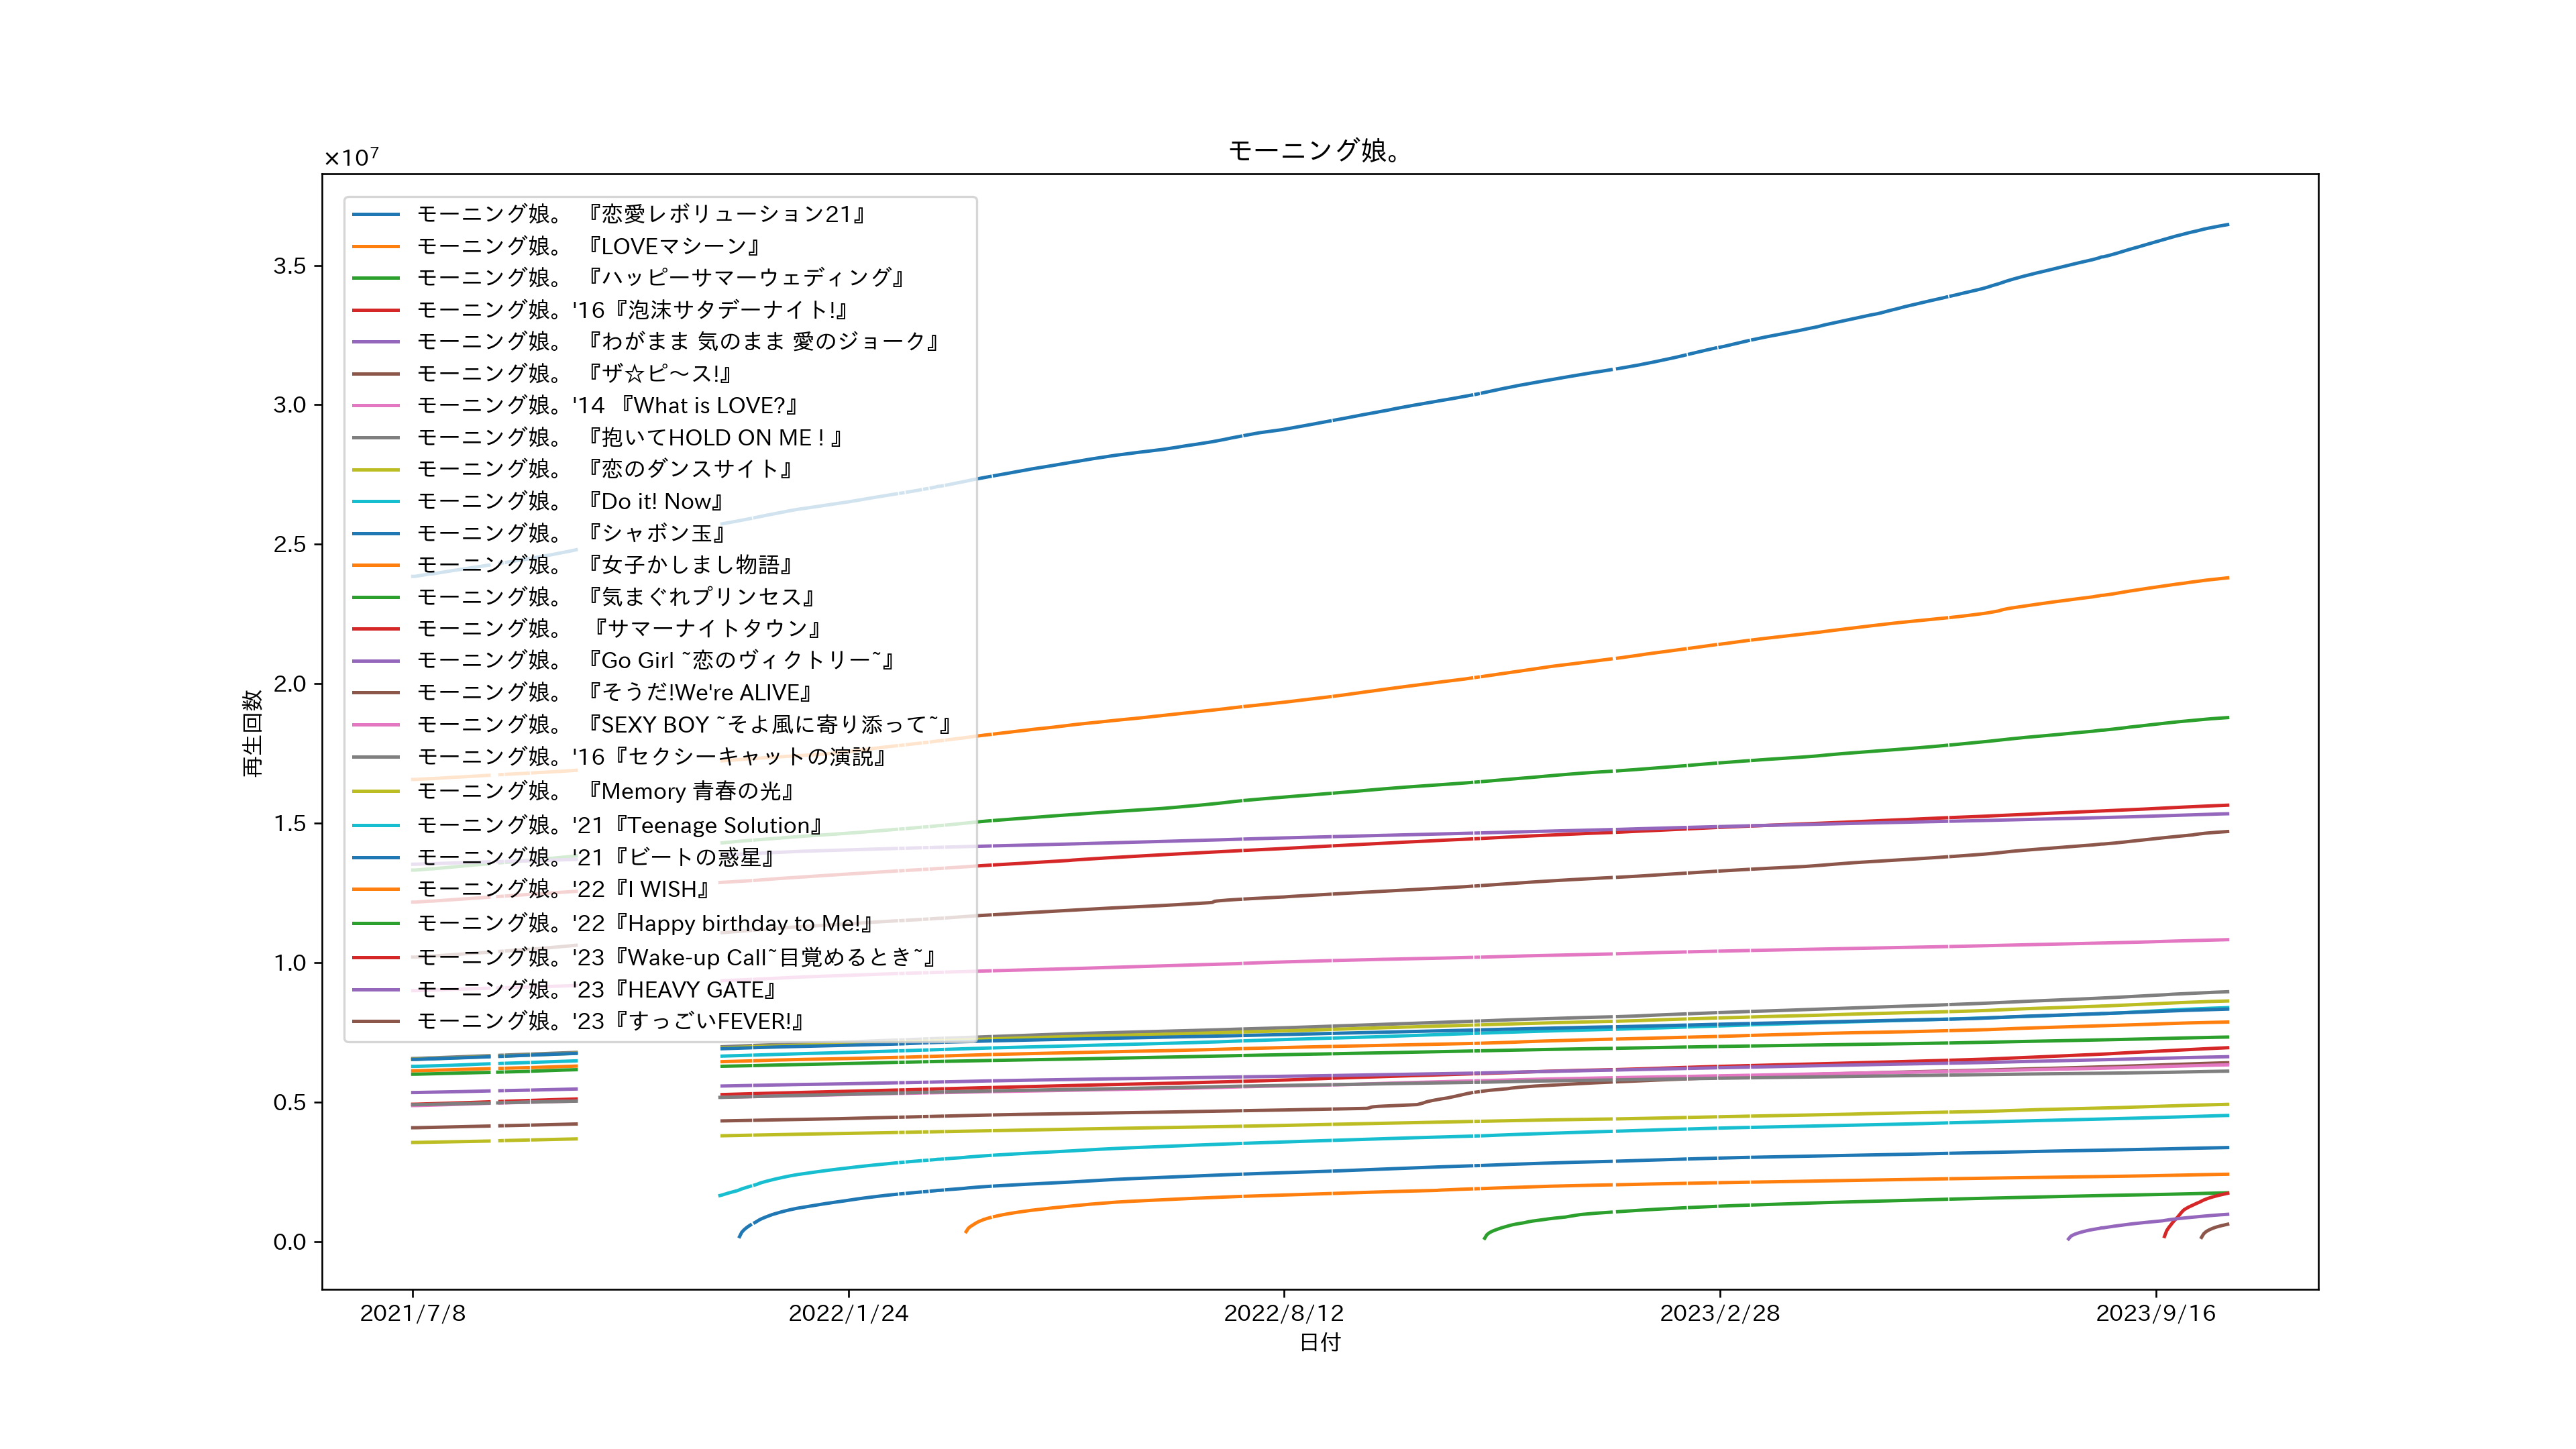 モーニング娘。
×10⁷
モーニング娘。 『恋愛レボリューション21』
モーニング娘。 『LOVEマシーン』
モーニング娘。 『ハッピーサマーウェディング』
モーニング娘。'16『泡沫サタデーナイト!』
モーニング娘。 『わがまま 気のまま 愛のジョーク』
モーニング娘。 『ザ☆ピ〜ス!』
モーニング娘。'14 『What is LOVE?』
モーニング娘。 『抱いてHOLD ON ME ! 』
モーニング娘。 『恋のダンスサイト』
モーニング娘。 『Do it! Now』
モーニング娘。 『シャボン玉』
モーニング娘。 『女子かしまし物語』
モーニング娘。 『気まぐれプリンセス』
モーニング娘。 『サマーナイトタウン』
モーニング娘。 『Go Girl ~恋のヴィクトリー~』
モーニング娘。 『そうだ!We're ALIVE』
モーニング娘。 『SEXY BOY ~そよ風に寄り添って~』
モーニング娘。'16『セクシーキャットの演説』
モーニング娘。 『Memory 青春の光』
モーニング娘。'21『Teenage Solution』
モーニング娘。'21『ビートの惑星』
モーニング娘。'22『I WISH』
モーニング娘。'22『Happy birthday to Me!』
モーニング娘。'23『Wake-up Call~目覚めるとき~』
モーニング娘。'23『HEAVY GATE』
モーニング娘。'23『すっごいFEVER!』
3.5
3.0
2.5
2.0
1.5
1.0
0.5
0.0
再生回数
2021/7/8
2022/1/24
2022/8/12
2023/2/28
2023/9/16
日付